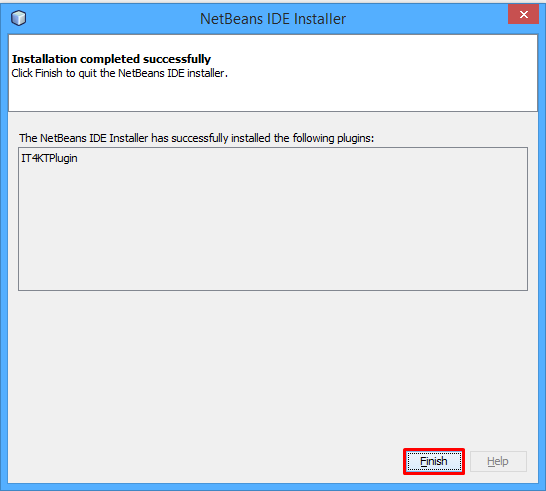 NetBeans IDE Installer
Installation completed successfully
Click Finish to quit the NetBeans IDE installer.
The NetBeans IDE Installer has successfully installed the following plugins:
IT4KTPlugin
Finish
Help